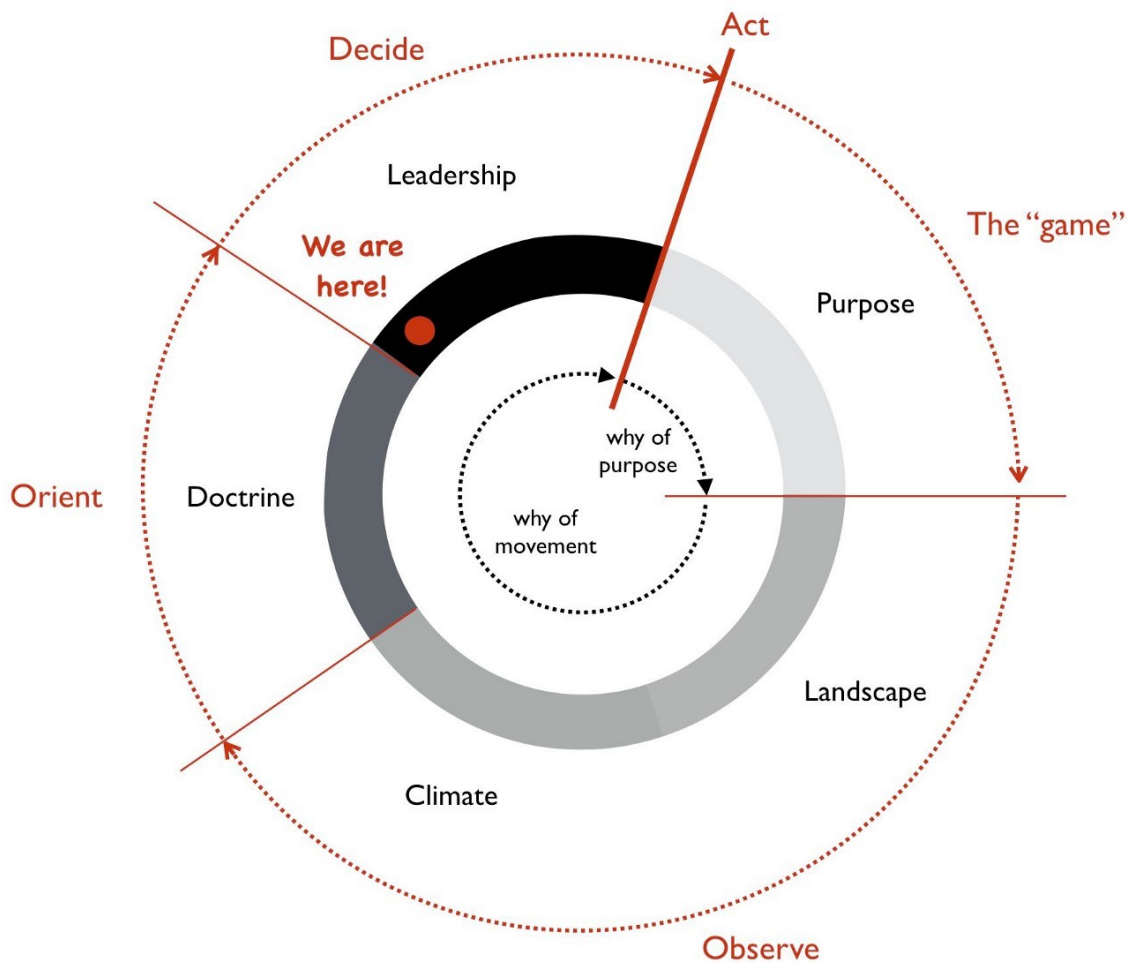 Act
Decide
Leadership
The “game”
We are
here!
Purpose
why of
purpose
Orient
Doctrine
why of
movement
Landscape
Climate
Observe